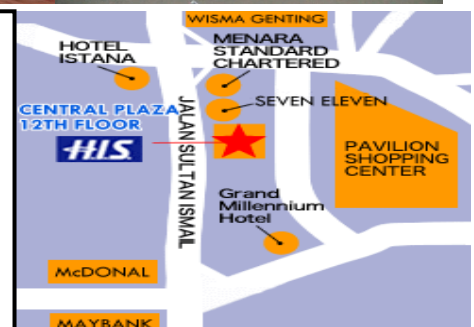 WISMA GENTING
HOTEL
ISTANA
MENARA
STANDARD
CHARTERED
SEVEN ELEVEN
CENTRAL PLAZA
12TH FLOOR
H.I.S.
JALAN SULTAN ISMAIL
PAVILION
SHOPPING
CENTER
Grand
Millennium
Hotel
McDONAL
MAYBANK